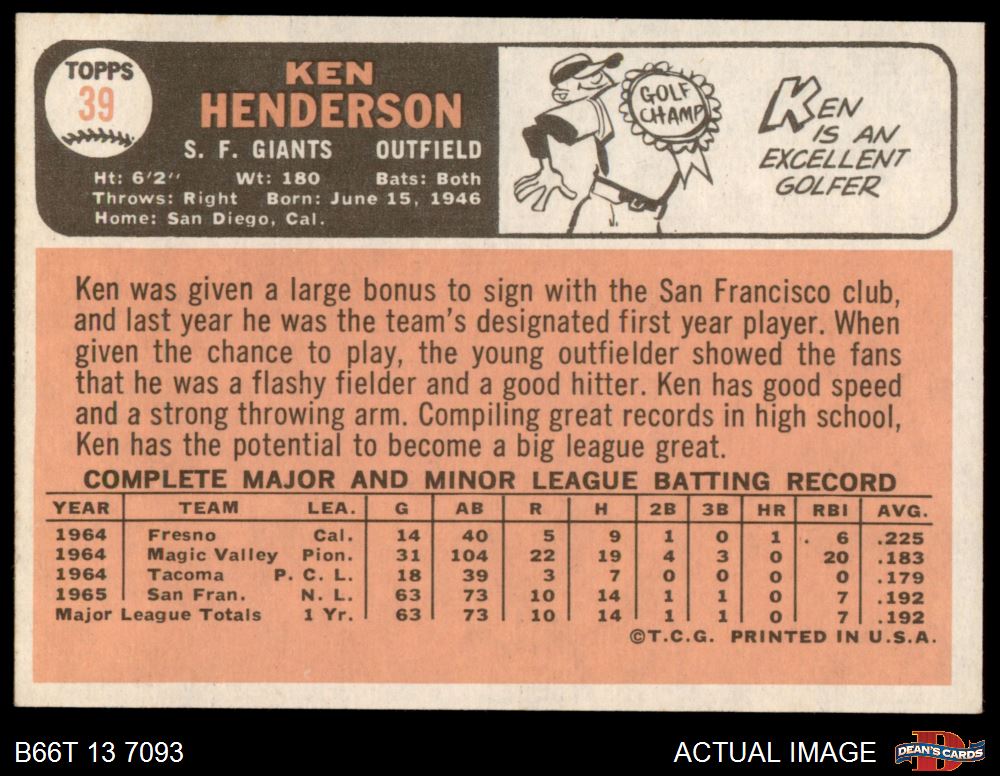 TOPPS
39
KEN
HENDERSON
S. F. GIANTS OUTFIELD
Ht: 6'2" Wt: 180 Bats: Both
Throws: Right Born: June 15, 1946
Home: San Diego, Cal.
GOLF
CHAMP
KEN
IS AN
EXCELLENT
GOLFER
Ken was given a large bonus to sign with the San Francisco club,
and last year he was the team's designated first year player. When
given the chance to play, the young outfielder showed the fans
that he was a flashy fielder and a good hitter. Ken has good speed
and a strong throwing arm. Compiling great records in high school,
Ken has the potential to become a big league great.
COMPLETE MAJOR AND MINOR LEAGUE BATTING RECORD
YEAR TEAM LEA. G AB R H 2B 3B HR RBI AVG.
1964 Fresno Cal. 14 40 5 9 1 0 1 6 .225
1964 Magic Valley Pion. 31 104 22 19 4 3 0 20 .183
1964 Tacoma P. C. L. 18 39 3 7 0 0 0 0 .179
1965 San Fran. N. L. 63 73 10 14 1 1 0 7 .192
Major League Totals 1 Yr. 63 73 10 14 1 1 0 7 .192
©T.C.G. PRINTED IN U.S.A.
B66T 13 7093 ACTUAL IMAGE
DEAN'S CARDS